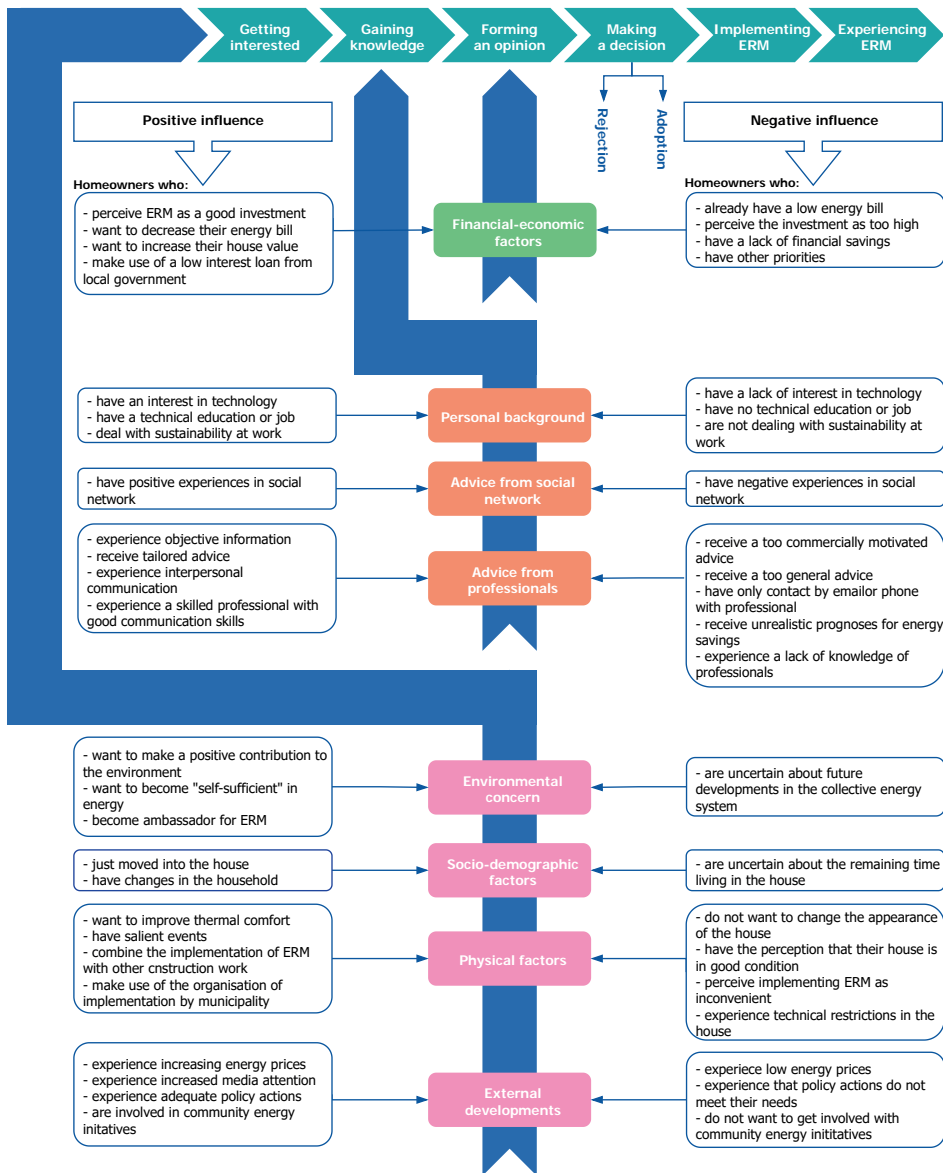 Getting
interested
Gaining
knowledge
Forming
an opinion
Making
a decision
Implementing
ERM
Experiencing
ERM
Rejection
Adoption
Positive influence
Negative influence
Homeowners who:
- perceive ERM as a good investment
- want to decrease their energy bill
- want to increase their house value
- make use of a low interest loan from
local government
Financial-economic
factors
Homeowners who:
- already have a low energy bill
- perceive the investment as too high
- have a lack of financial savings
- have other priorities
- have an interest in technology
- have a technical education or job
- deal with sustainability at work
Personal background
- have a lack of interest in technology
- have no technical education or job
- are not dealing with sustainability at
work
- have positive experiences in social
network
Advice from social
network
- have negative experiences in social
network
- experience objective information
- receive tailored advice
- experience interpersonal
communication
- experience a skilled professional with
good communication skills
Advice from
professionals
- receive a too commercially motivated
advice
- receive a too general advice
- have only contact by emailor phone
with professional
- receive unrealistic prognoses for energy
savings
- experience a lack of knowledge of
professionals
- want to make a positive contribution to
the environment
- want to become "self-sufficient" in
energy
- become ambassador for ERM
Environmental
concern
- are uncertain about future
developments in the collective energy
system
- just moved into the house
- have changes in the household
Socio-demographic
factors
- are uncertain about the remaining time
living in the house
- want to improve thermal comfort
- have salient events
- combine the implementation of ERM
with other cnstruction work
- make use of the organisation of
implementation by municipality
Physical factors
- do not want to change the appearance
of the house
- have the perception that their house is
in good condition
- perceive implementing ERM as
inconvenient
- experience technical restrictions in the
house
- experience increasing energy prices
- experience increased media attention
- experience adequate policy actions
- are involved in community energy
initatives
External
developments
- experiece low energy prices
- experience that policy actions do not
meet their needs
- do not want to get involved with
community energy inititatives